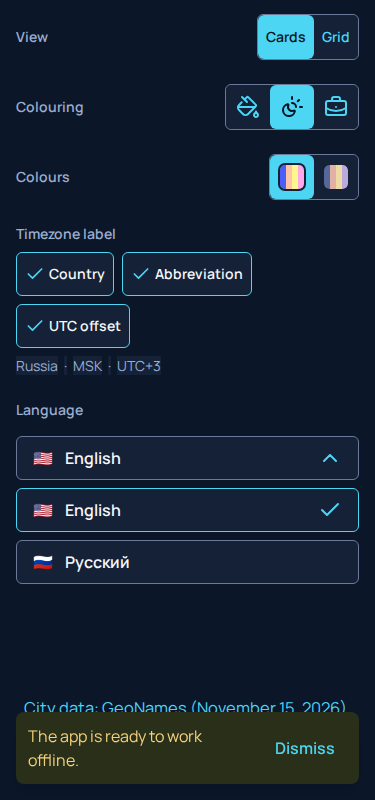 View
Cards
Grid
Colouring
Colours
Timezone label
Country
Abbreviation
UTC offset
Russia · MSK · UTC+3
Language
English
English
Русский
City data: GeoNames (November 15, 2026)
The app is ready to work
offline.
Dismiss